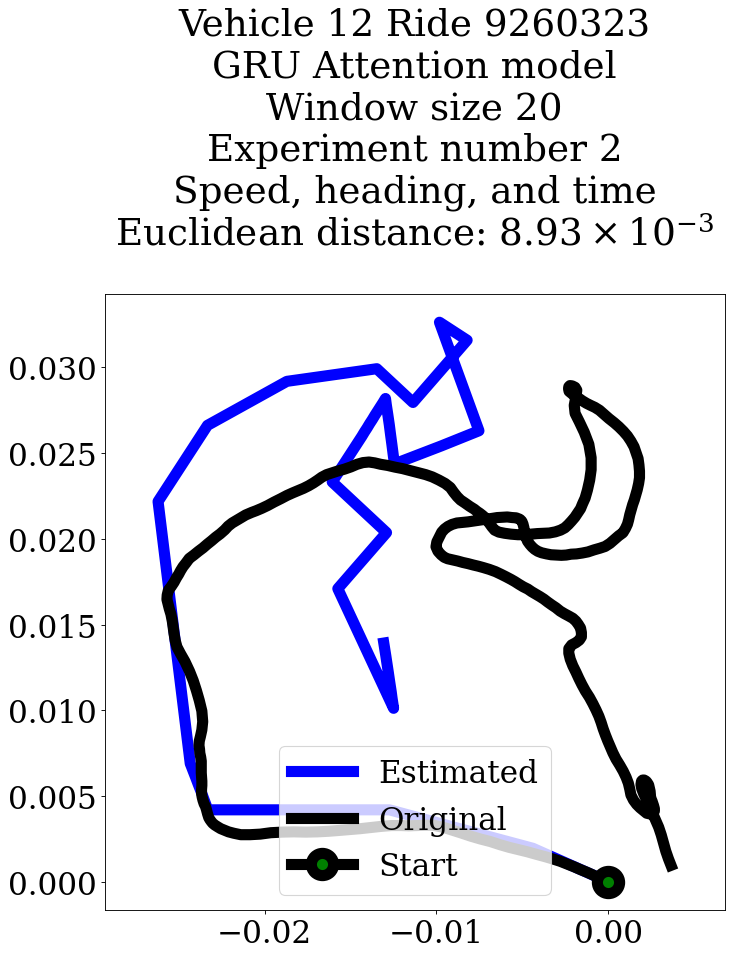 Vehicle 12 Ride 9260323
GRU Attention model
Window size 20
Experiment number 2
Speed, heading, and time
Euclidean distance: 8.93 × 10⁻³
0.030
0.025
0.020
0.015
0.010
0.005
0.000
Estimated
Original
Start
−0.02
−0.01
0.00